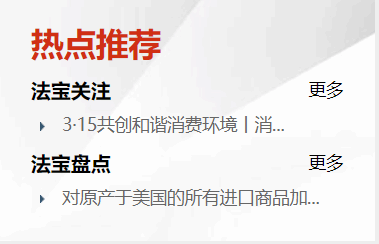 热点推荐
法宝关注 更多
3·15共创和谐消费环境丨消...
法宝盘点 更多
对原产于美国的所有进口商品加...